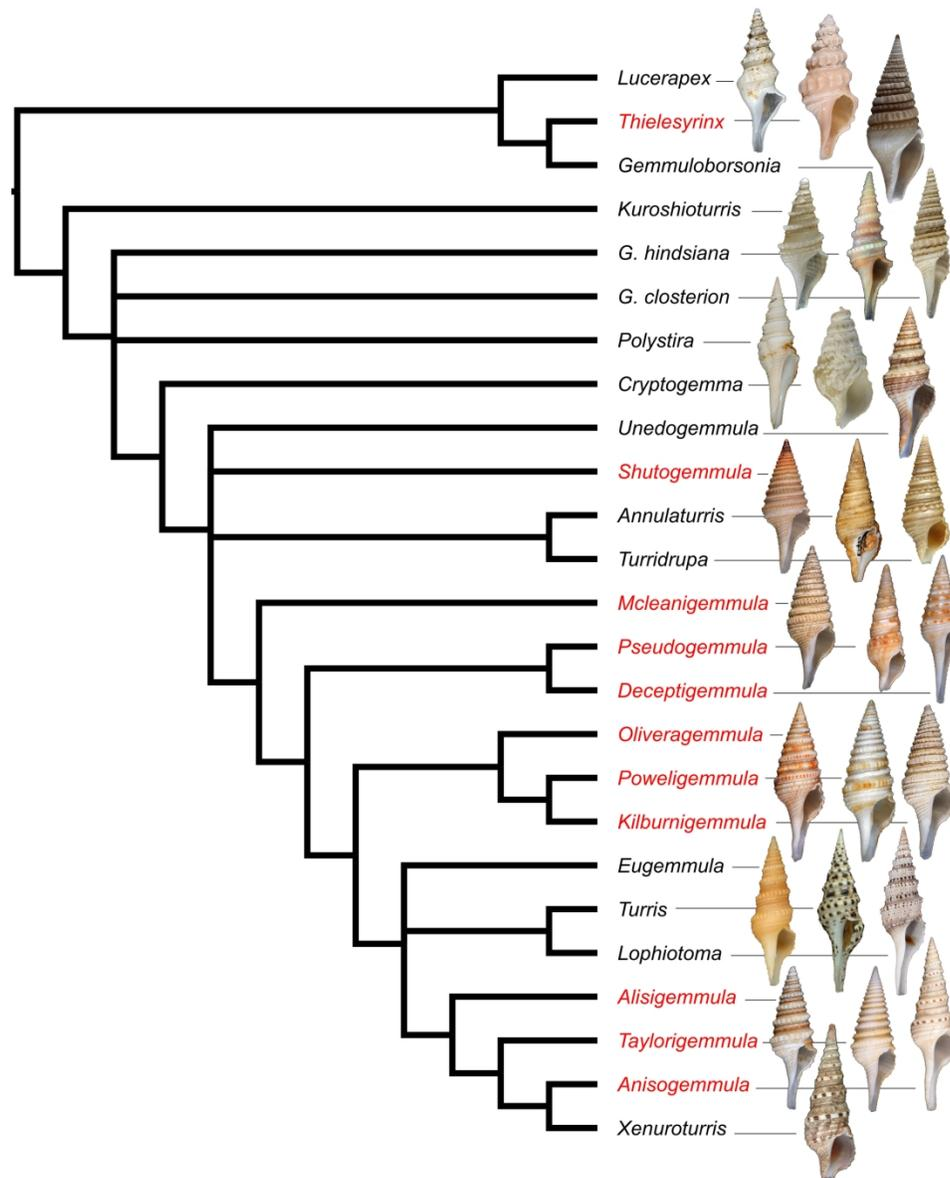 Lucerapex
Thielesyrinx
Gemmuloborsonia
Kuroshioturris
G. hindsiana
G. closterion
Polystira
Cryptogemma
Unedogemmula
Shutogemmula
Annulaturris
Turridrupa
Mcleanigemmula
Pseudogemmula
Deceptigemmula
Oliveragemmula
Poweligemmula
Kilburnigemmula
Eugemmula
Turris
Lophiotoma
Alisigemmula
Taylorigemmula
Anisogemmula
Xenuroturris